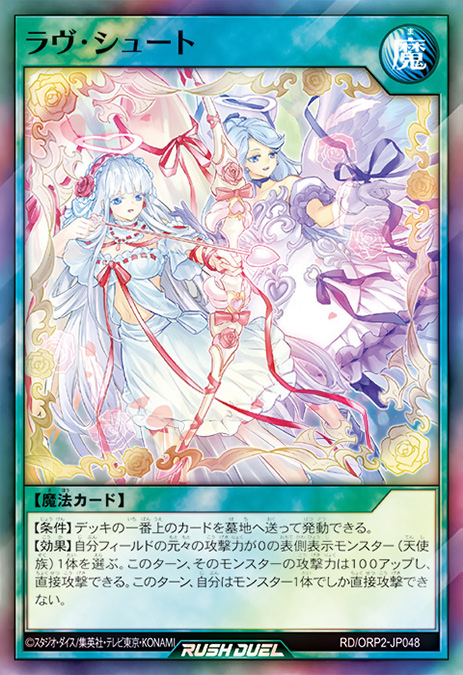 ラヴ・シュート
魔
ま
【魔法カード】
【条件】デッキの一番上のカードを墓地へ送って発動できる。
【効果】自分フィールドの元々の攻撃力が0の表側表示モンスター（天使
族）1体を選ぶ。このターン、そのモンスターの攻撃力は100アップし、
直接攻撃できる。このターン、自分はモンスター1体でしか直接攻撃でき
ない。
©スタジオ・ダイス/集英社・テレビ東京・KONAMI
RUSH DUEL
RD/ORP2-JP048